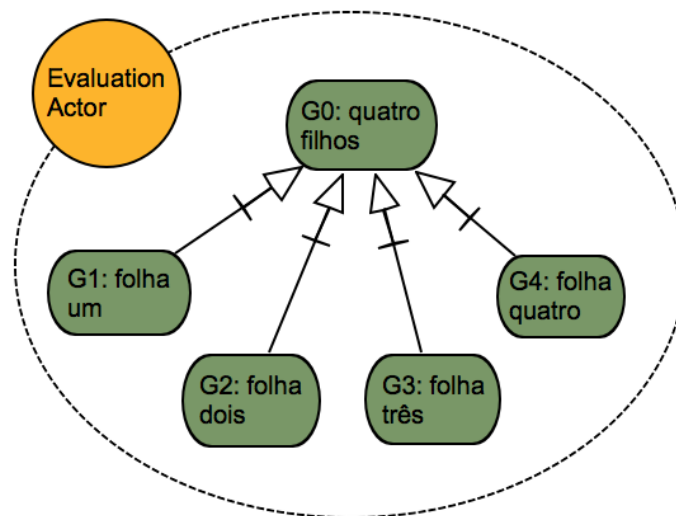 Evaluation
Actor
G0: quatro
filhos
G1: folha
um
G4: folha
quatro
G2: folha
dois
G3: folha
três